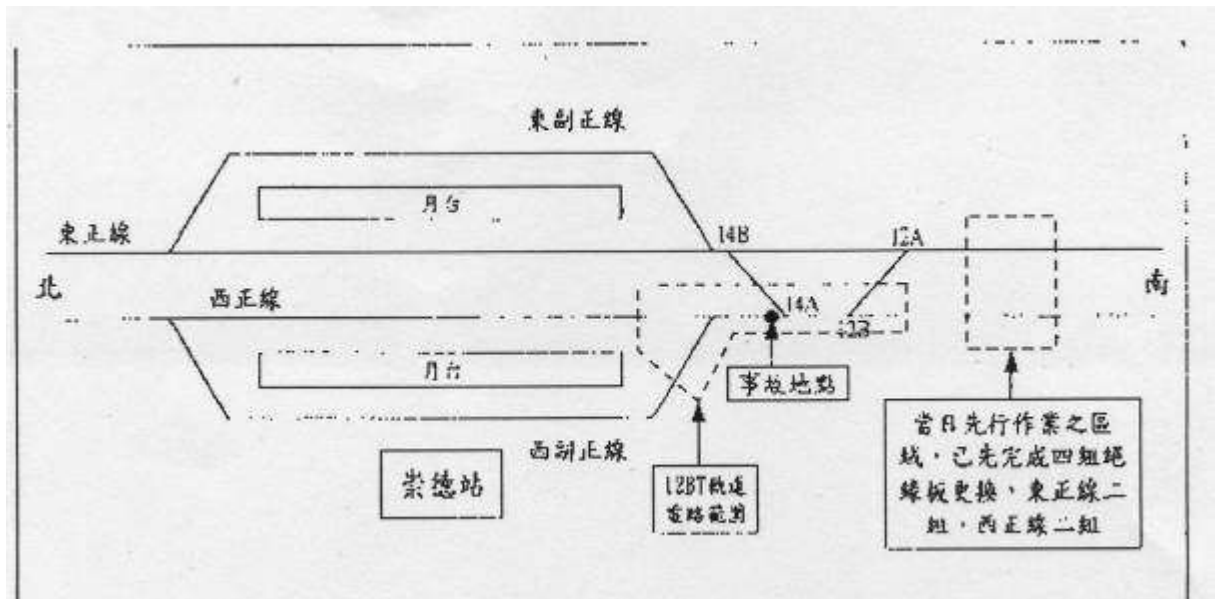 東副正線
月台
東正線
14B
12A
北
南
西正線
14A
12B
月台
事故地點
西副正線
崇德站
12BT軌道
電路範圍
當日先行作業之區
域，已先完成四組絕
緣板更換，東正線二
組，西正線二組